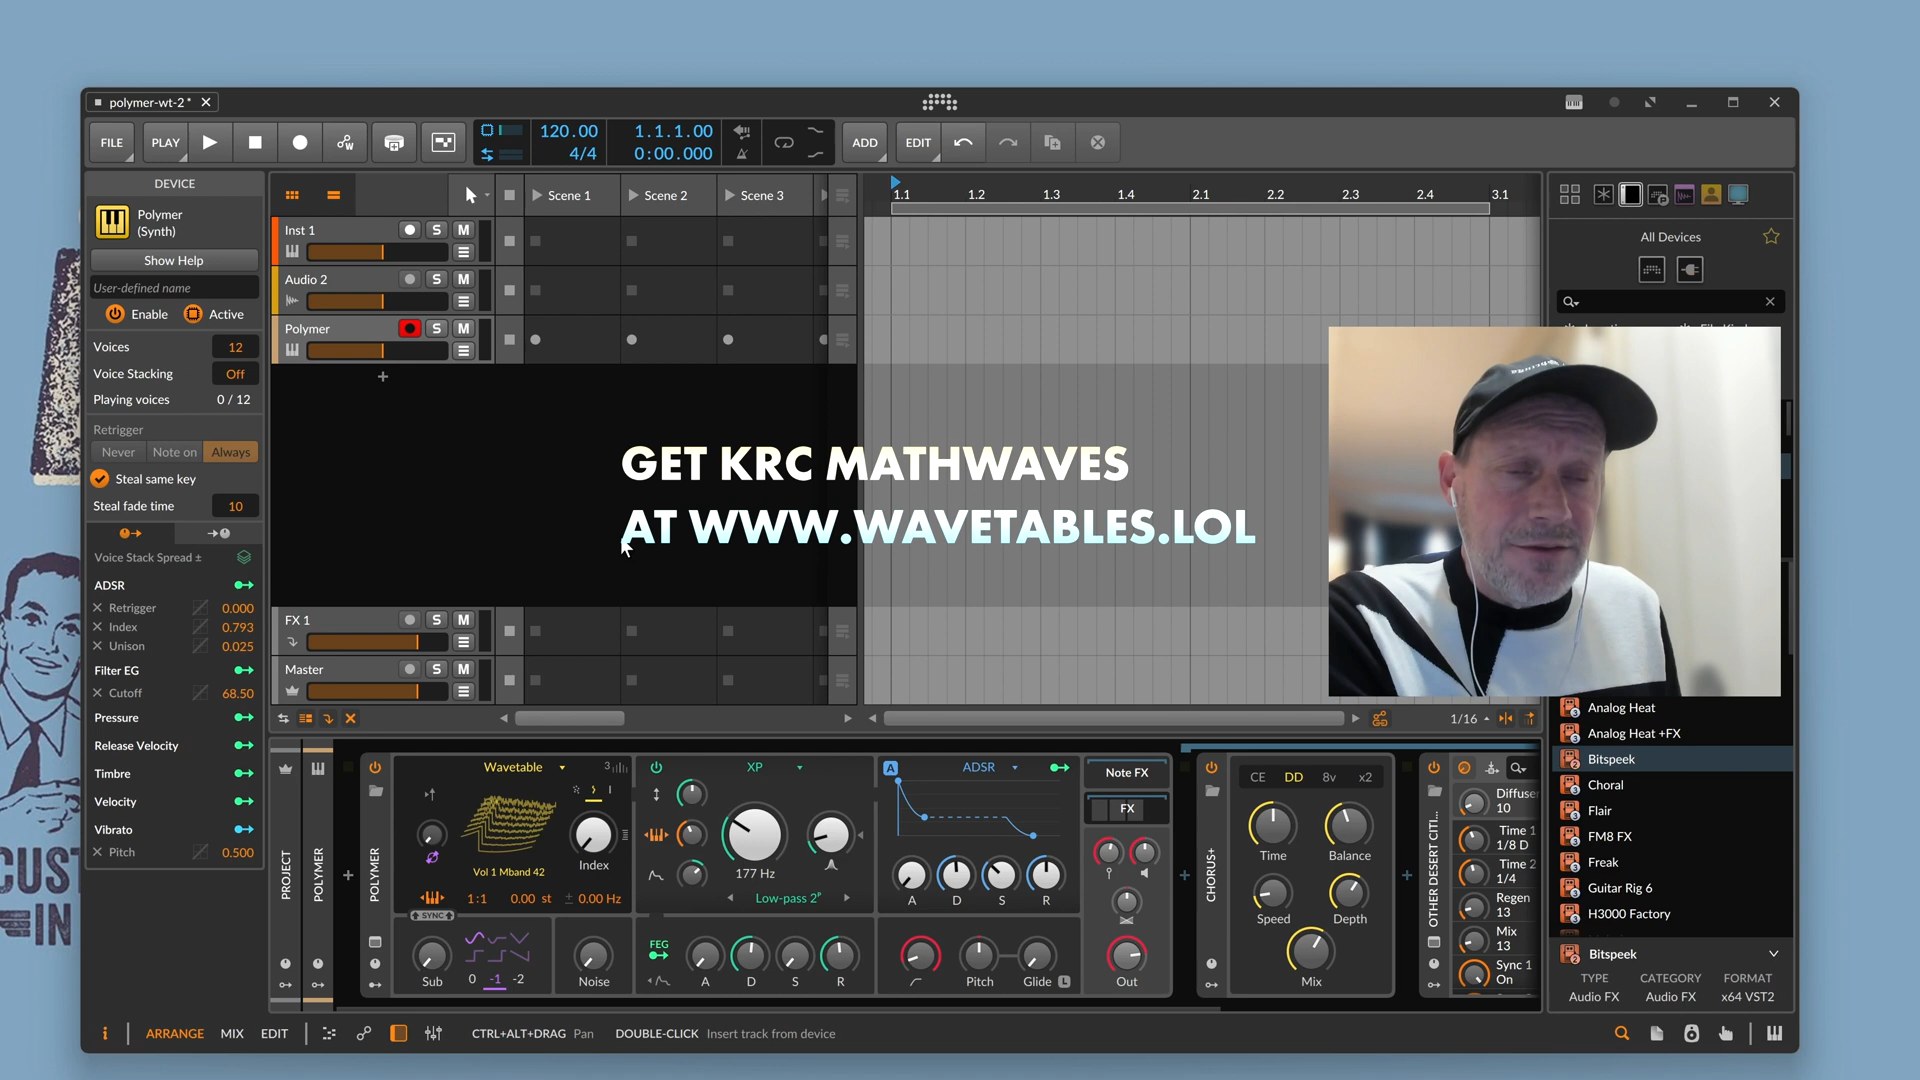 polymer-wt-2*
FILE
PLAY
120.00
4/4
1.1.1.00
0:00.000
ADD
EDIT
DEVICE
Polymer
(Synth)
Show Help
User-defined name
Enable
Active
Voices
12
Voice Stacking
Off
Playing voices
0 / 12
Retrigger
Never
Note on
Always
Steal same key
Steal fade time
10
Voice Stack Spread ±
ADSR
Retrigger
0.000
Index
0.793
Unison
0.025
Filter EG
Cutoff
68.50
Pressure
Release Velocity
Timbre
Velocity
Vibrato
Pitch
0.500
Scene 1
Scene 2
Scene 3
Inst 1
S
M
Audio 2
S
M
Polymer
S
M
FX 1
S
M
Master
S
M
1.1
1.2
1.3
1.4
2.1
2.2
2.3
2.4
3.1
GET KRC MATHWAVES
AT WWW.WAVETABLES.LOL
1/16
All Devices
Analog Heat
Analog Heat +FX
Bitspeek
Choral
Flair
FM8 FX
Freak
Guitar Rig 6
H3000 Factory
Bitspeek
TYPE
CATEGORY
FORMAT
Audio FX
Audio FX
x64 VST2
PROJECT
POLYMER
POLYMER
Wavetable
3
Index
Vol 1 Mband 42
1:1
0.00 st
± 0.00 Hz
SYNC
Sub
0
-1
-2
Noise
XP
177 Hz
Low-pass 2ᴾ
FEG
A
D
S
R
A
ADSR
A
D
S
R
Pitch
Glide
L
Note FX
FX
Out
CHORUS+
CE
DD
8v
x2
Time
Balance
Speed
Depth
Mix
OTHER DESERT CITI...
Diffuse
10
Time 1
1/8 D
Time 2
1/4
Regen
13
Mix
13
Sync 1
On
ARRANGE
MIX
EDIT
CTRL+ALT+DRAG Pan
DOUBLE-CLICK Insert track from device
CUST
IN